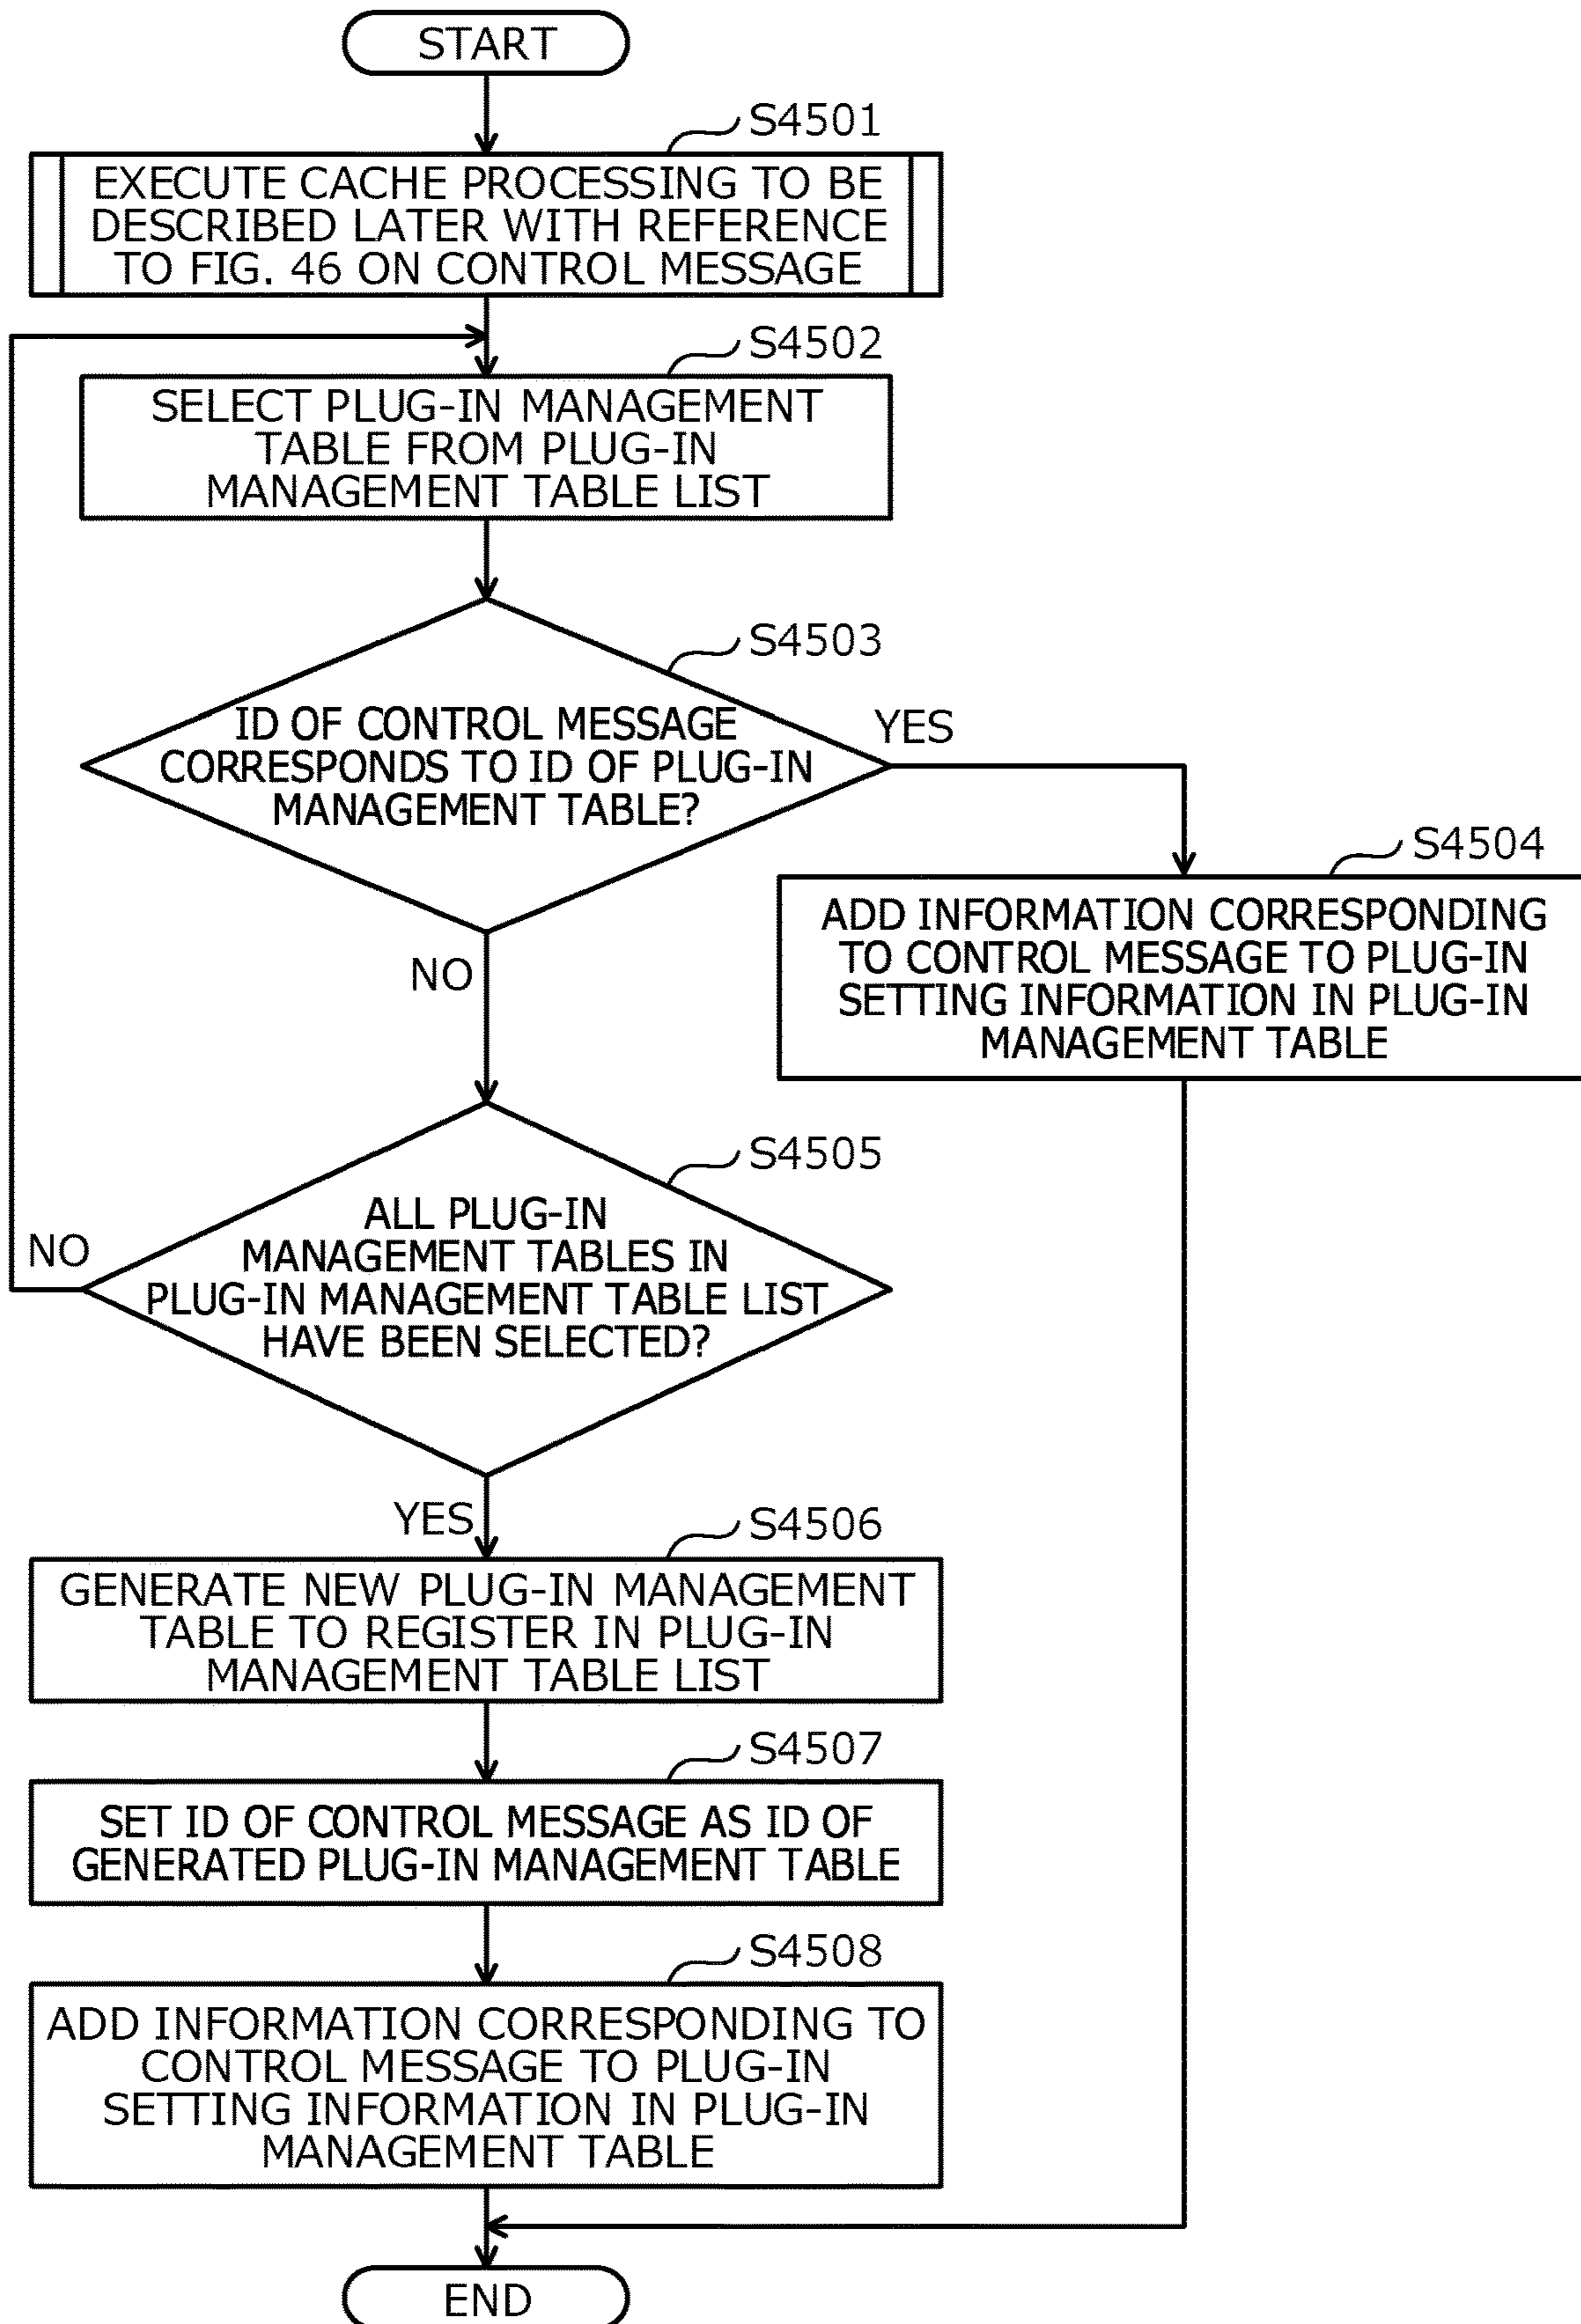 START
S4501
EXECUTE CACHE PROCESSING TO BE
DESCRIBED LATER WITH REFERENCE
TO FIG. 46 ON CONTROL MESSAGE
S4502
SELECT PLUG-IN MANAGEMENT
TABLE FROM PLUG-IN
MANAGEMENT TABLE LIST
S4503
ID OF CONTROL MESSAGE
CORRESPONDS TO ID OF PLUG-IN
MANAGEMENT TABLE?
YES
S4504
ADD INFORMATION CORRESPONDING
TO CONTROL MESSAGE TO PLUG-IN
SETTING INFORMATION IN PLUG-IN
MANAGEMENT TABLE
NO
S4505
ALL PLUG-IN
MANAGEMENT TABLES IN
PLUG-IN MANAGEMENT TABLE LIST
HAVE BEEN SELECTED?
NO
YES
S4506
GENERATE NEW PLUG-IN MANAGEMENT
TABLE TO REGISTER IN PLUG-IN
MANAGEMENT TABLE LIST
S4507
SET ID OF CONTROL MESSAGE AS ID OF
GENERATED PLUG-IN MANAGEMENT TABLE
S4508
ADD INFORMATION CORRESPONDING TO
CONTROL MESSAGE TO PLUG-IN
SETTING INFORMATION IN PLUG-IN
MANAGEMENT TABLE
END